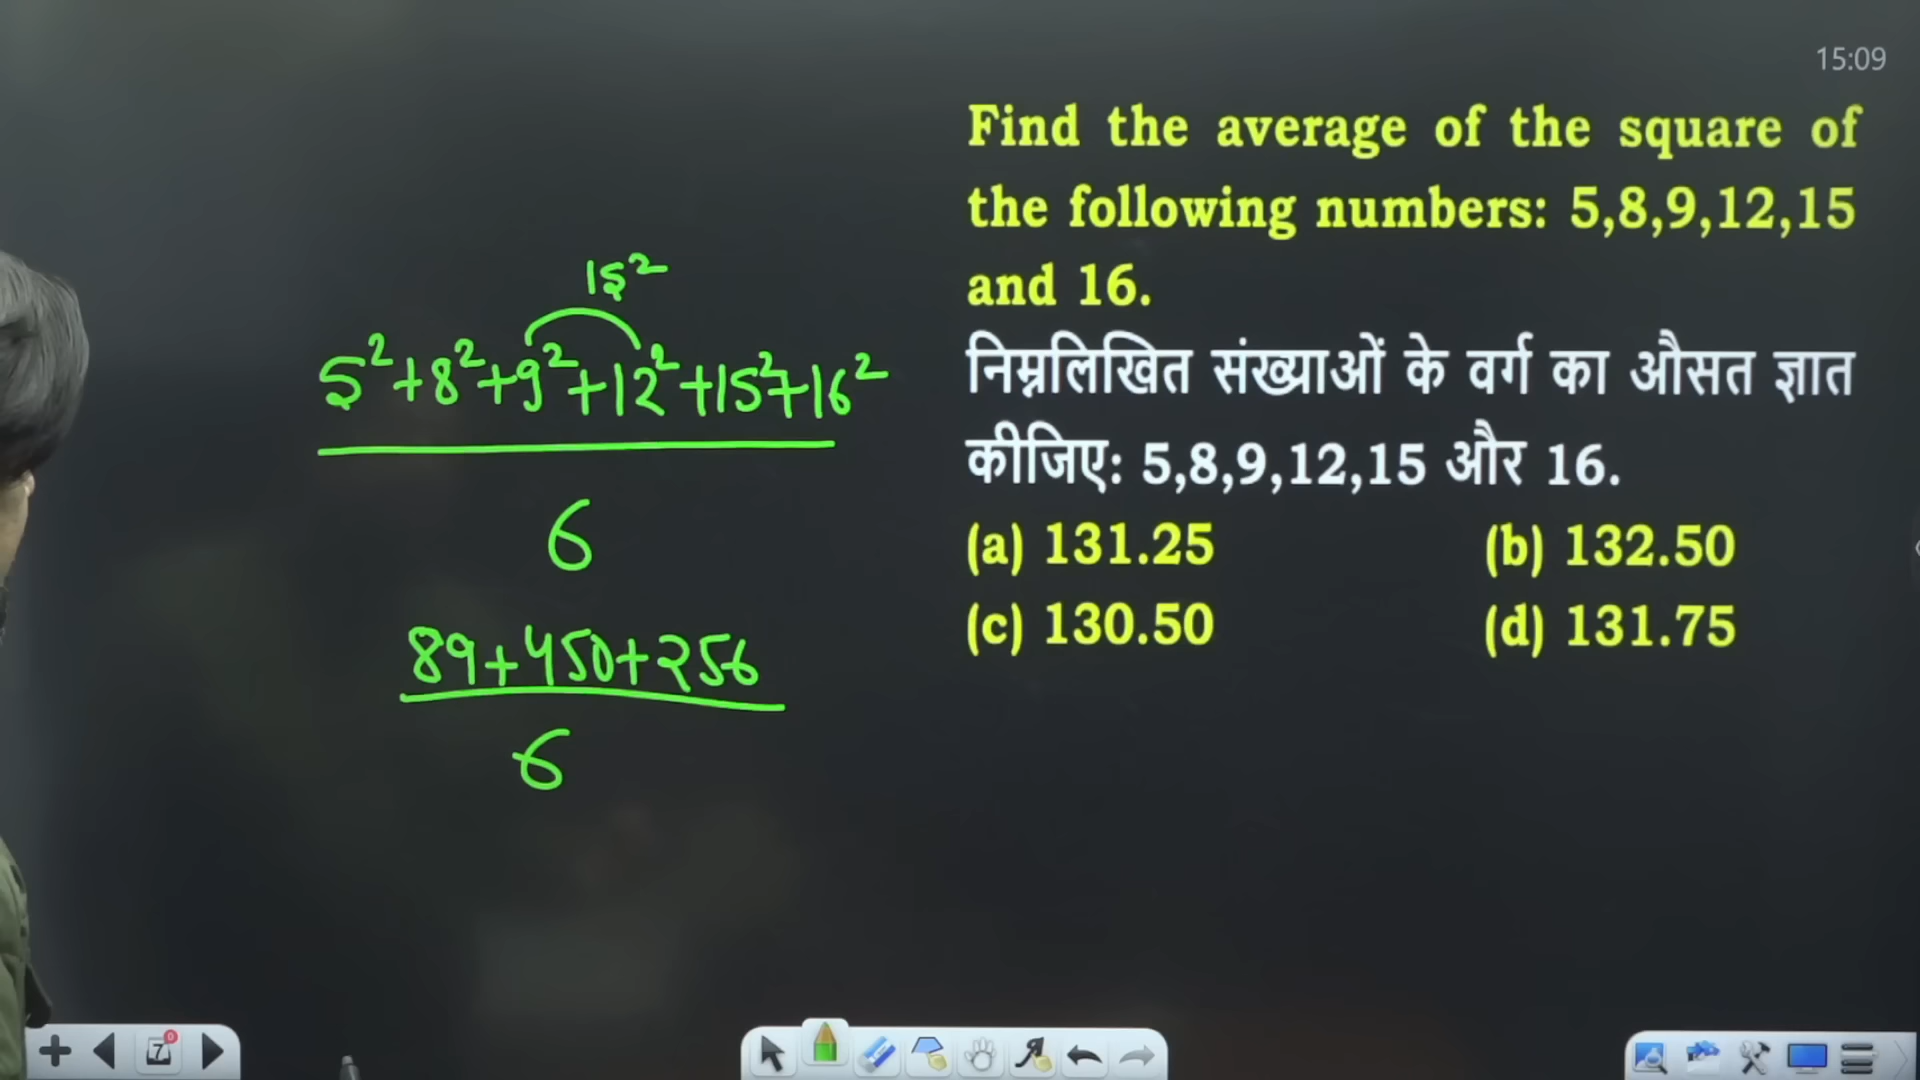 15:09
Find the average of the square of
the following numbers: 5,8,9,12,15
and 16.
निम्नलिखित संख्याओं के वर्ग का औसत ज्ञात
कीजिए: 5,8,9,12,15 और 16.
(a) 131.25 (b) 132.50
(c) 130.50 (d) 131.75
15²
5²+8²+9²+12²+15²+16²
6
89+450+256
6
7
0